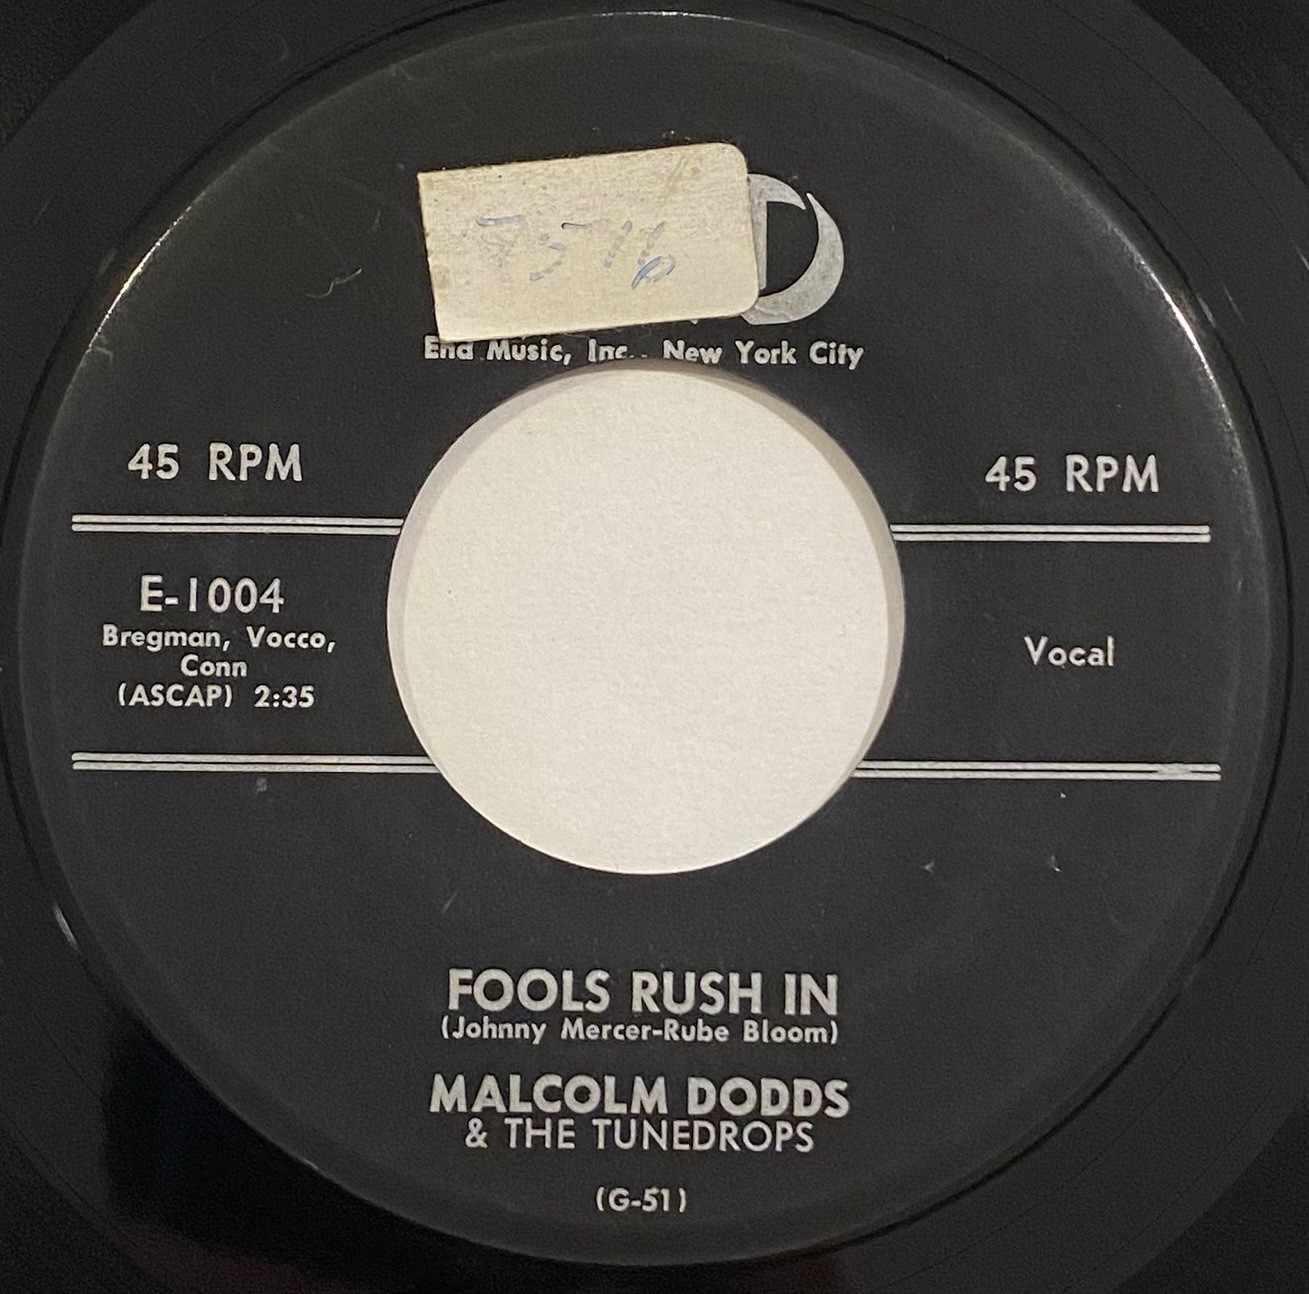 D
End Music, Inc., New York City
45 RPM
45 RPM
E-1004
Bregman, Vocco,
Conn
(ASCAP) 2:35
Vocal
FOOLS RUSH IN
(Johnny Mercer-Rube Bloom)
MALCOLM DODDS
& THE TUNEDROPS
(G-51)